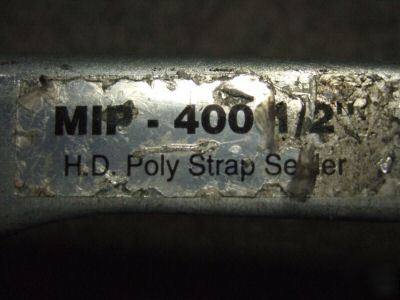 MIP - 400 1/2"
H.D. Poly Strap Sealer